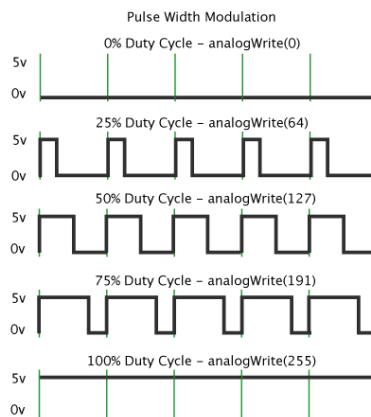 Pulse Width Modulation
0% Duty Cycle – analogWrite(0)
5v
0v
25% Duty Cycle – analogWrite(64)
5v
0v
50% Duty Cycle – analogWrite(127)
5v
0v
75% Duty Cycle – analogWrite(191)
5v
0v
100% Duty Cycle – analogWrite(255)
5v
0v